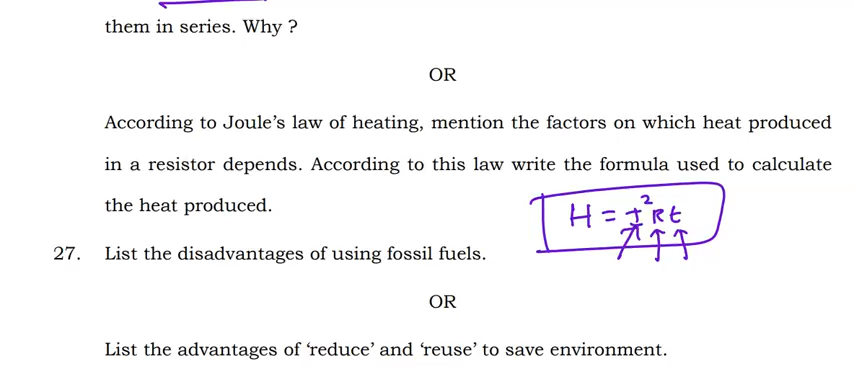 them in series. Why ?
OR
According to Joule's law of heating, mention the factors on which heat produced
in a resistor depends. According to this law write the formula used to calculate
the heat produced.
H = I²Rt
27. List the disadvantages of using fossil fuels.
OR
List the advantages of 'reduce' and 'reuse' to save environment.